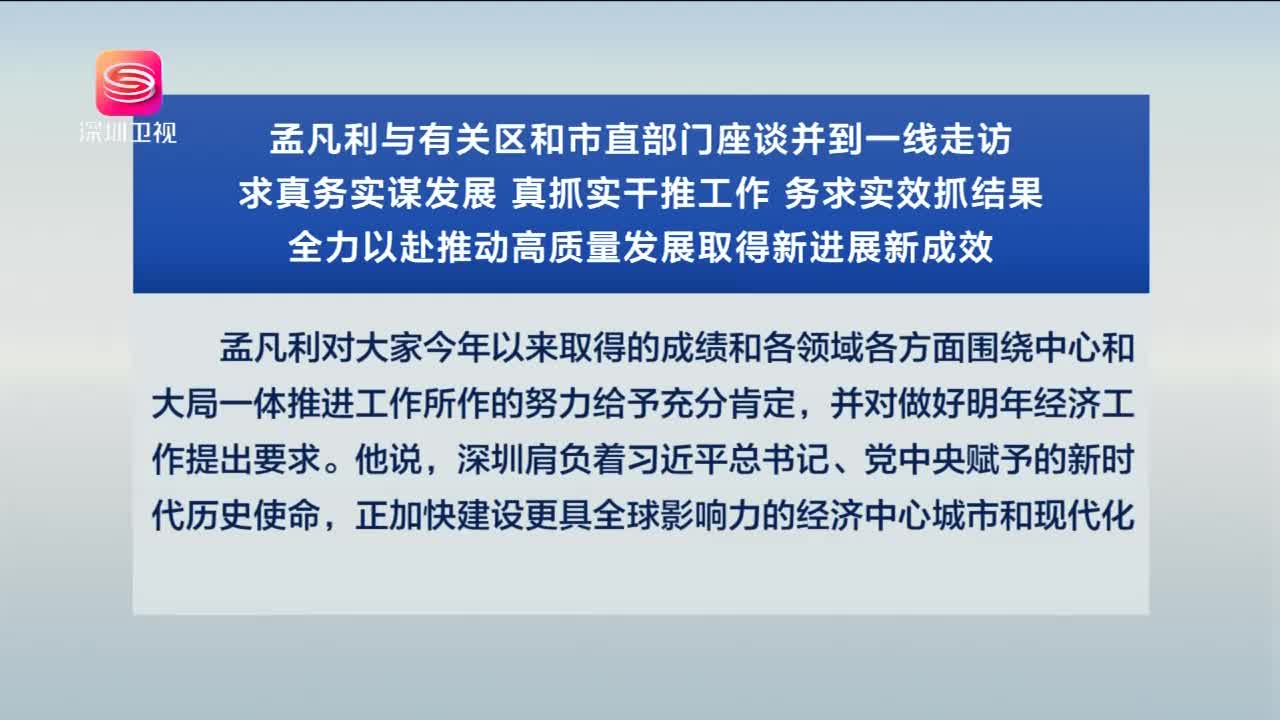 深圳卫视
孟凡利与有关区和市直部门座谈并到一线走访
求真务实谋发展 真抓实干推工作 务求实效抓结果
全力以赴推动高质量发展取得新进展新成效
孟凡利对大家今年以来取得的成绩和各领域各方面围绕中心和
大局一体推进工作所作的努力给予充分肯定，并对做好明年经济工
作提出要求。他说，深圳肩负着习近平总书记、党中央赋予的新时
代历史使命，正加快建设更具全球影响力的经济中心城市和现代化